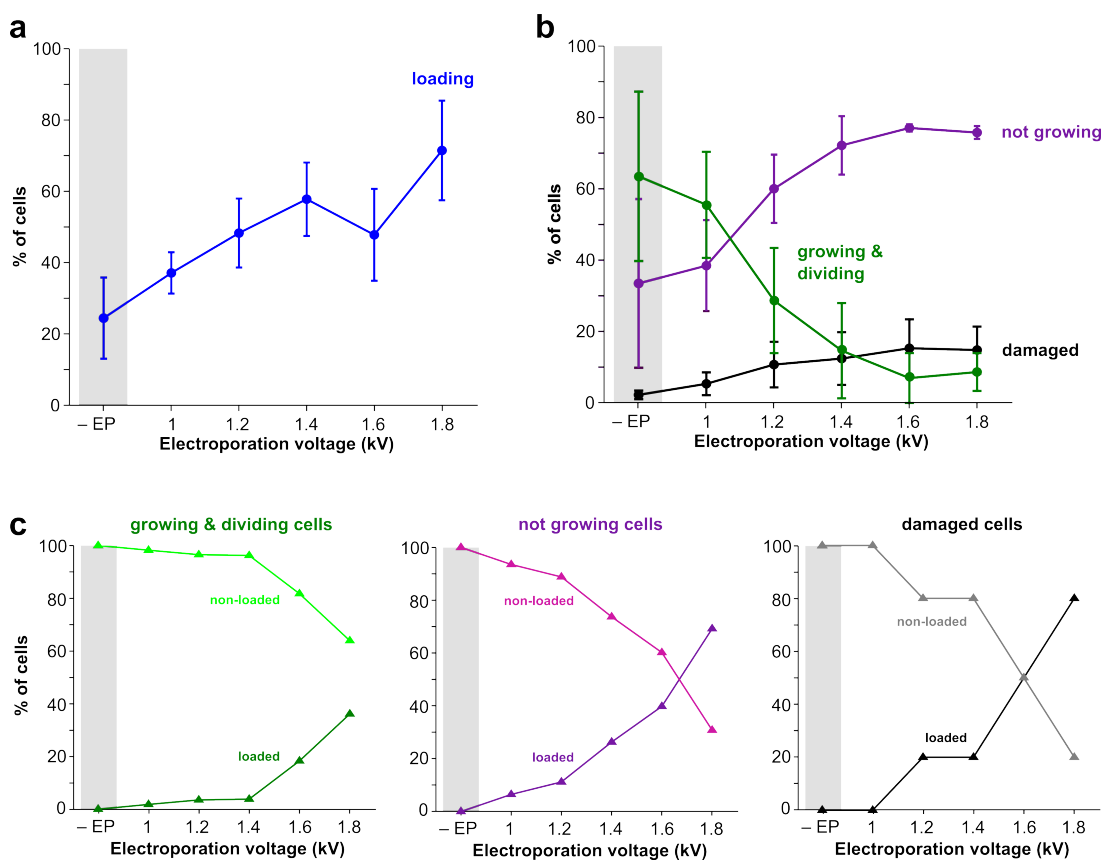 a
100
80
60
40
20
0
% of cells
loading
– EP 1 1.2 1.4 1.6 1.8
Electroporation voltage (kV)
b
100
80
60
40
20
0
% of cells
not growing
growing &
dividing
damaged
– EP 1 1.2 1.4 1.6 1.8
Electroporation voltage (kV)
c
growing & dividing cells
100
80
60
40
20
0
% of cells
non-loaded
loaded
– EP 1 1.2 1.4 1.6 1.8
Electroporation voltage (kV)
not growing cells
100
80
60
40
20
0
non-loaded
loaded
– EP 1 1.2 1.4 1.6 1.8
Electroporation voltage (kV)
damaged cells
100
80
60
40
20
0
non-loaded
loaded
– EP 1 1.2 1.4 1.6 1.8
Electroporation voltage (kV)